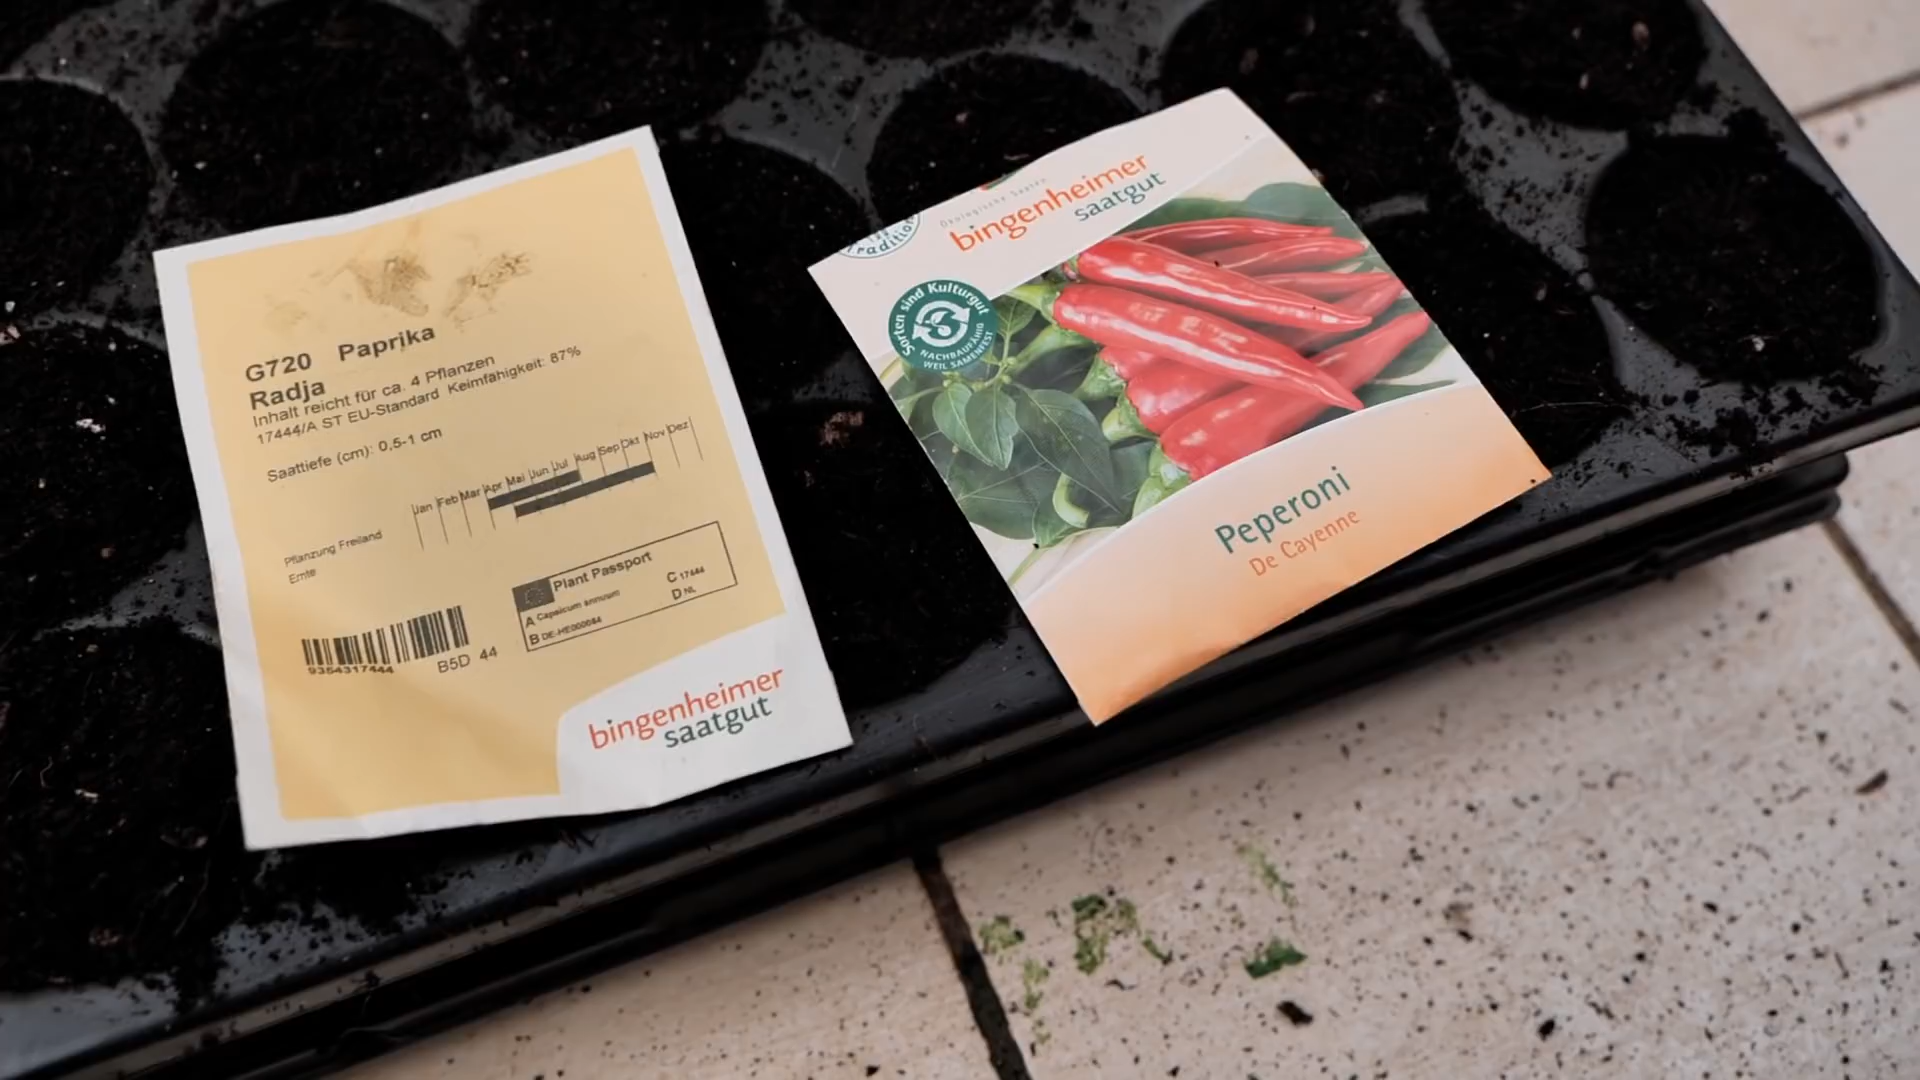 G720 Paprika
Radja
Inhalt reicht für ca. 4 Pflanzen
17444/A ST EU-Standard Keimfähigkeit: 87%
Saattiefe (cm): 0,5-1 cm
Jan Feb Mar Apr Mai Jun Jul Aug Sep Okt Nov Dez
Pflanzung Freiland
Ernte
Plant Passport
A Capsicum annuum
C 17444
B DE-HE000084
D NL
9354317444
B5D 44
bingenheimer
saatgut
Tradition
Ökologische Saaten
bingenheimer
saatgut
Sorten sind Kulturgut
NACHBAUFÄHIG
WEIL SAMENFEST
Peperoni
De Cayenne